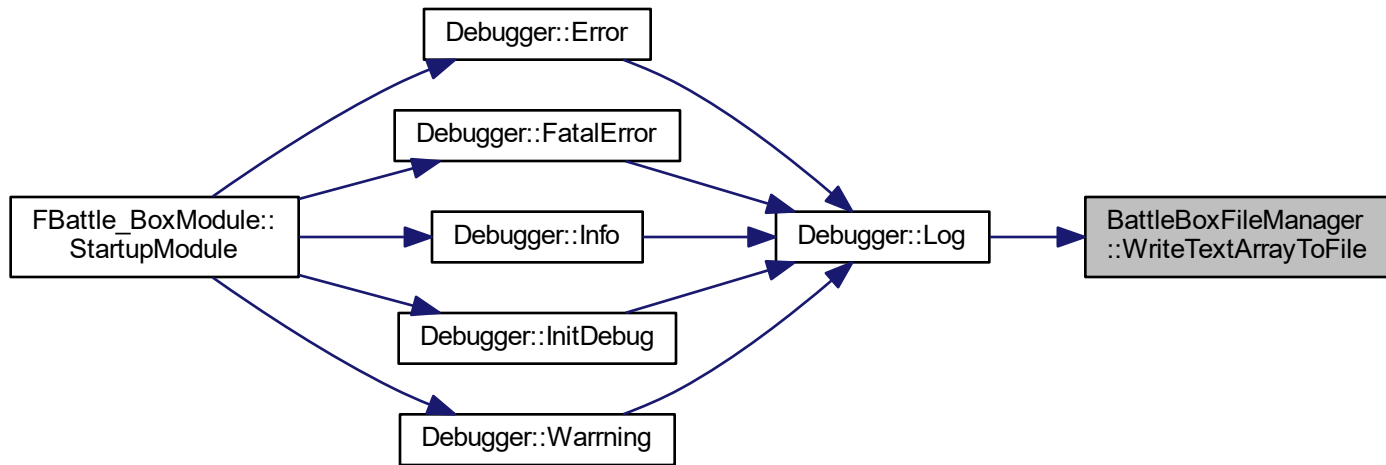 Debugger::Error
Debugger::FatalError
FBattle_BoxModule::
StartupModule
Debugger::Info
Debugger::Log
BattleBoxFileManager
::WriteTextArrayToFile
Debugger::InitDebug
Debugger::Warrning